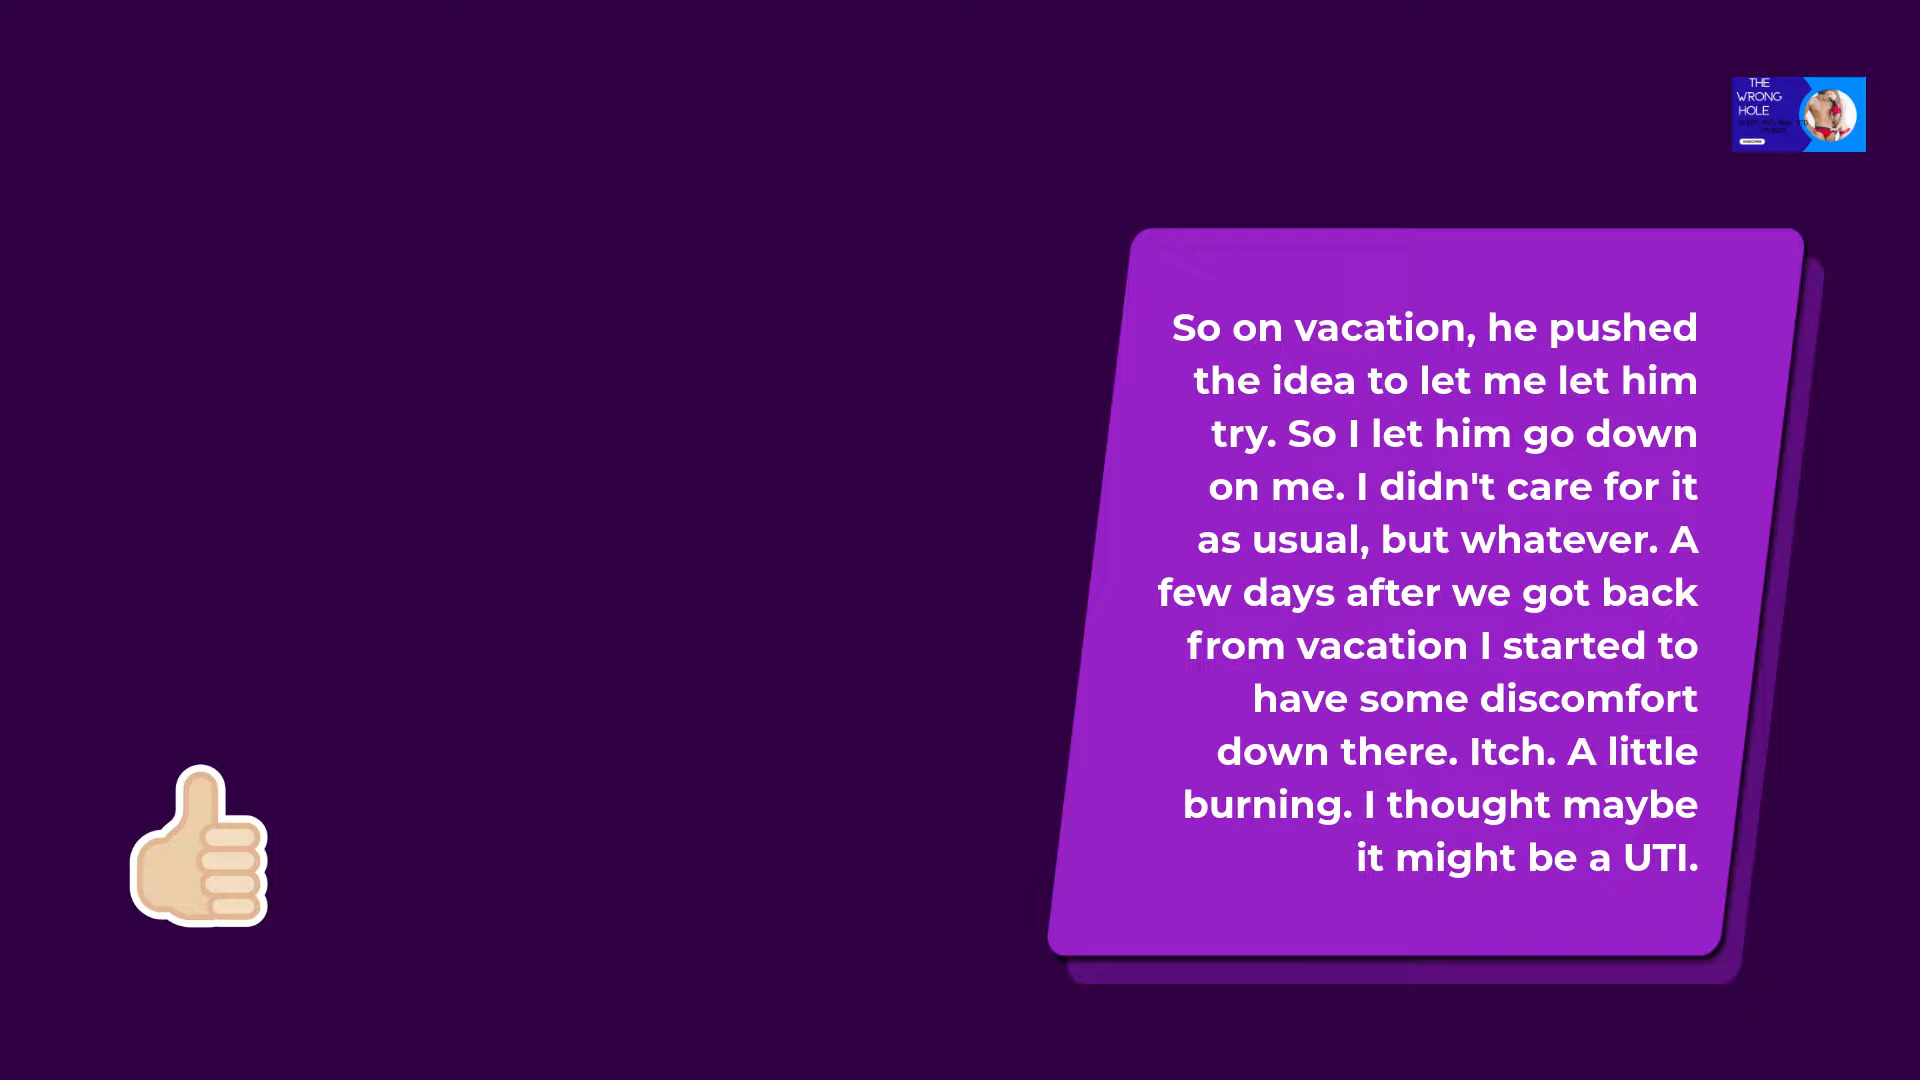 THE
WRONG
HOLE
So on vacation, he pushed
the idea to let me let him
try. So I let him go down
on me. I didn't care for it
as usual, but whatever. A
few days after we got back
from vacation I started to
have some discomfort
down there. Itch. A little
burning. I thought maybe
it might be a UTI.